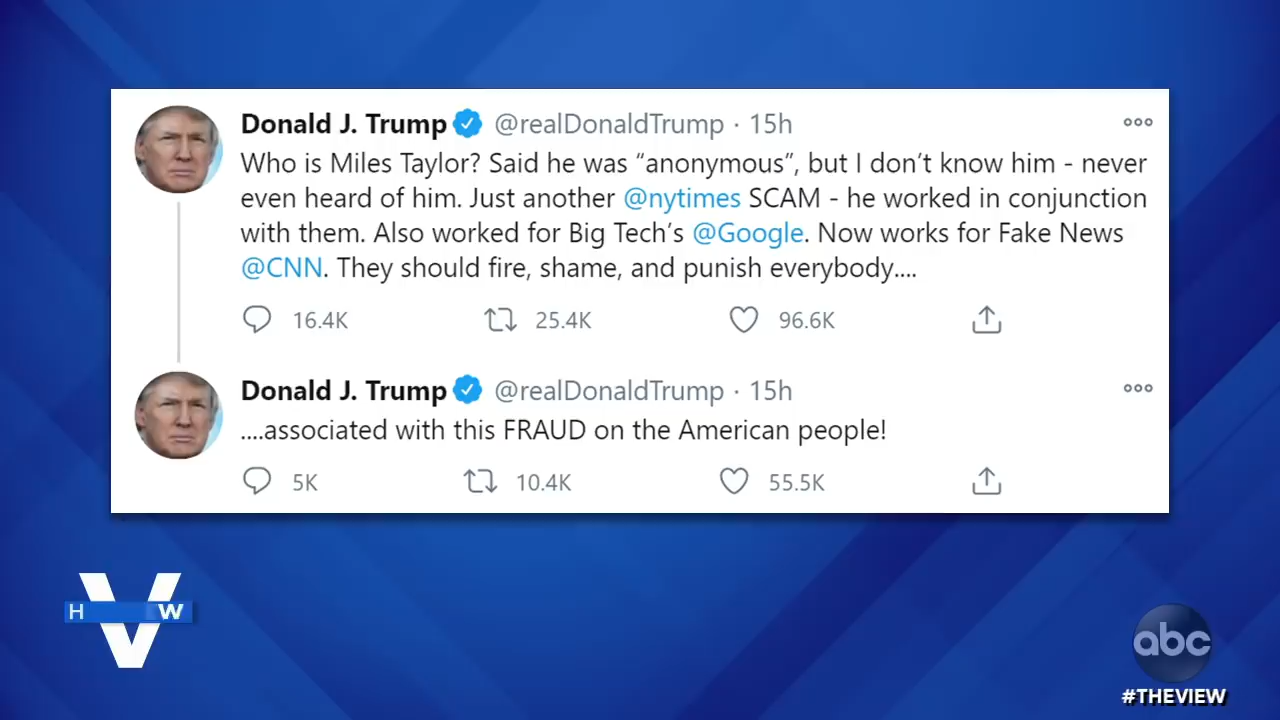 Donald J. Trump @realDonaldTrump · 15h
Who is Miles Taylor? Said he was “anonymous”, but I don’t know him - never
even heard of him. Just another @nytimes SCAM - he worked in conjunction
with them. Also worked for Big Tech’s @Google. Now works for Fake News
@CNN. They should fire, shame, and punish everybody....
16.4K 25.4K 96.6K
Donald J. Trump @realDonaldTrump · 15h
....associated with this FRAUD on the American people!
5K 10.4K 55.5K
H W
V
abc
#THEVIEW